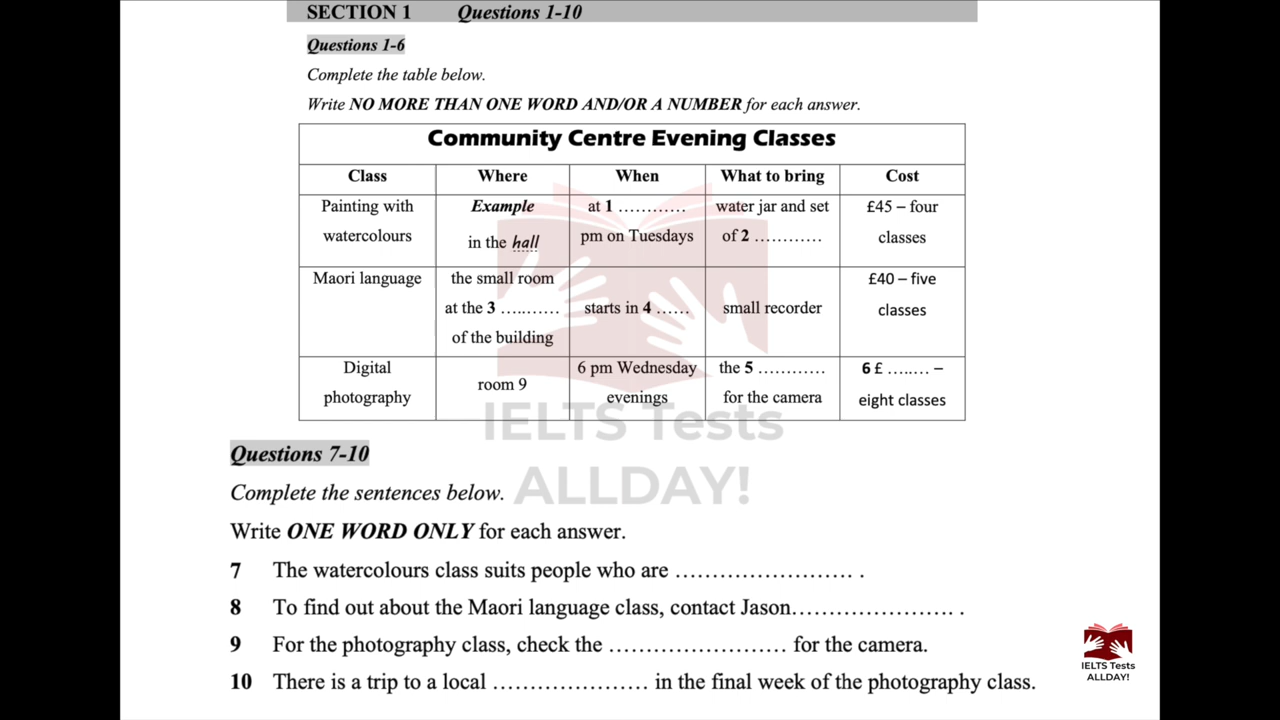 SECTION 1 Questions 1-10
Questions 1-6
Complete the table below.
Write NO MORE THAN ONE WORD AND/OR A NUMBER for each answer.
Community Centre Evening Classes
Class Where When What to bring Cost
Painting with watercolours
Example
in the hall
at 1 …………
pm on Tuesdays
water jar and set
of 2 …………
£45 – four
classes
Maori language
the small room
at the 3 …..……
of the building
starts in 4 ……
small recorder
£40 – five
classes
Digital
photography
room 9
6 pm Wednesday
evenings
the 5 …………
for the camera
6 £ …..… –
eight classes
IELTS Tests
ALLDAY!
Questions 7-10
Complete the sentences below.
Write ONE WORD ONLY for each answer.
7 The watercolours class suits people who are ……………………. .
8 To find out about the Maori language class, contact Jason…………………. .
9 For the photography class, check the …………………… for the camera.
10 There is a trip to a local ………………… in the final week of the photography class.
IELTS Tests
ALLDAY!